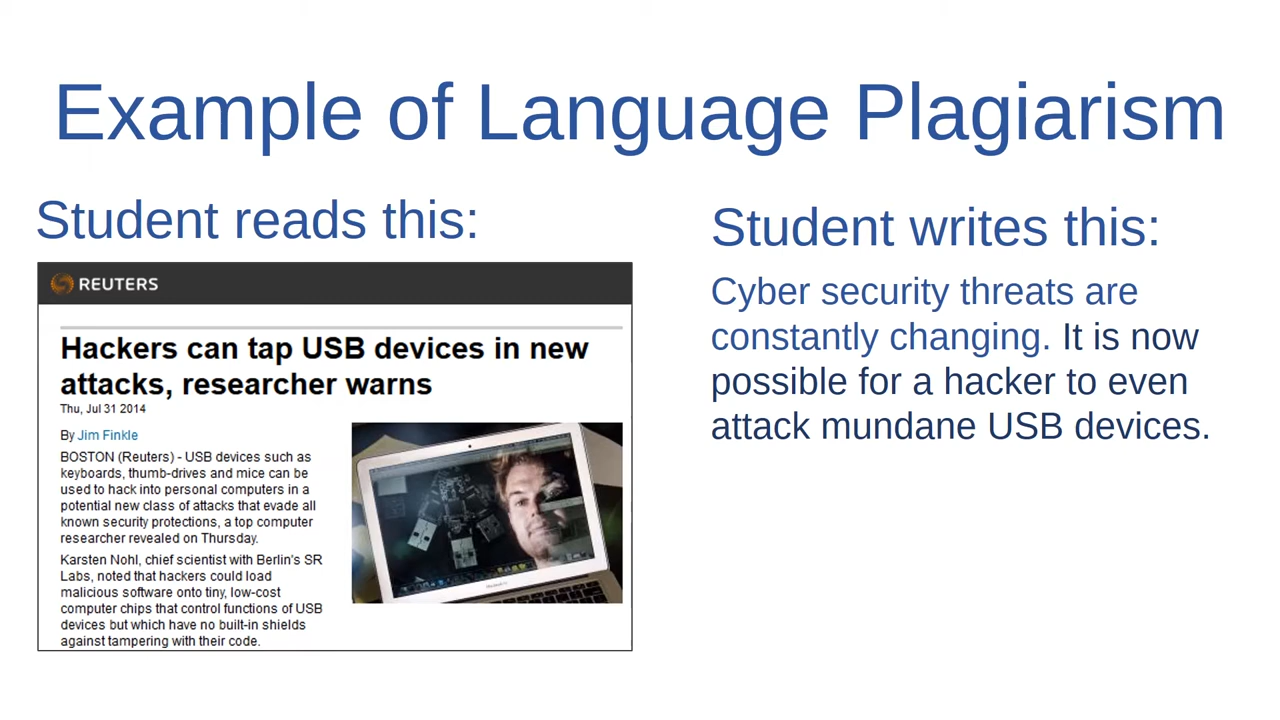 Example of Language Plagiarism
Student reads this:
REUTERS
Hackers can tap USB devices in new
attacks, researcher warns
Thu, Jul 31 2014
By Jim Finkle
BOSTON (Reuters) - USB devices such as
keyboards, thumb-drives and mice can be
used to hack into personal computers in a
potential new class of attacks that evade all
known security protections, a top computer
researcher revealed on Thursday.
Karsten Nohl, chief scientist with Berlin's SR
Labs, noted that hackers could load
malicious software onto tiny, low-cost
computer chips that control functions of USB
devices but which have no built-in shields
against tampering with their code.
Student writes this:
Cyber security threats are
constantly changing. It is now
possible for a hacker to even
attack mundane USB devices.